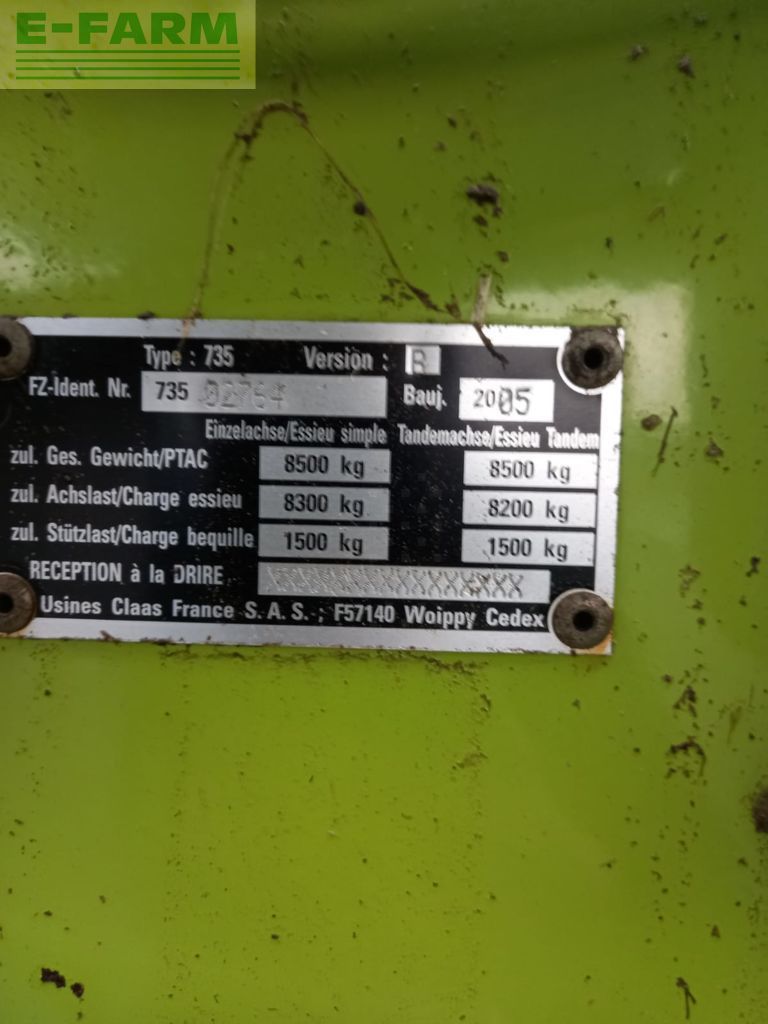 E-FARM
Type : 735 Version : B
FZ-Ident. Nr. 735 02764 Bauj. 2005
Einzelachse/Essieu simple Tandemachse/Essieu Tandem
zul. Ges. Gewicht/PTAC 8500 kg 8500 kg
zul. Achslast/Charge essieu 8300 kg 8200 kg
zul. Stützlast/Charge bequille 1500 kg 1500 kg
RECEPTION à la DRIRE XXXXXXXXXXXXXXXX
Usines Claas France S.A.S. ; F57140 Woippy Cedex